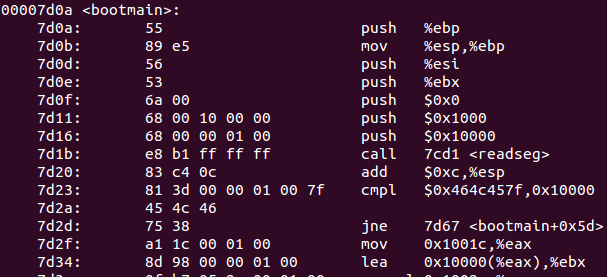 00007d0a <bootmain>:
7d0a: 55 push %ebp
7d0b: 89 e5 mov %esp,%ebp
7d0d: 56 push %esi
7d0e: 53 push %ebx
7d0f: 6a 00 push $0x0
7d11: 68 00 10 00 00 push $0x1000
7d16: 68 00 00 01 00 push $0x10000
7d1b: e8 b1 ff ff ff call 7cd1 <readseg>
7d20: 83 c4 0c add $0xc,%esp
7d23: 81 3d 00 00 01 00 7f cmpl $0x464c457f,0x10000
7d2a: 45 4c 46
7d2d: 75 38 jne 7d67 <bootmain+0x5d>
7d2f: a1 1c 00 01 00 mov 0x1001c,%eax
7d34: 8d 98 00 00 01 00 lea 0x10000(%eax),%ebx